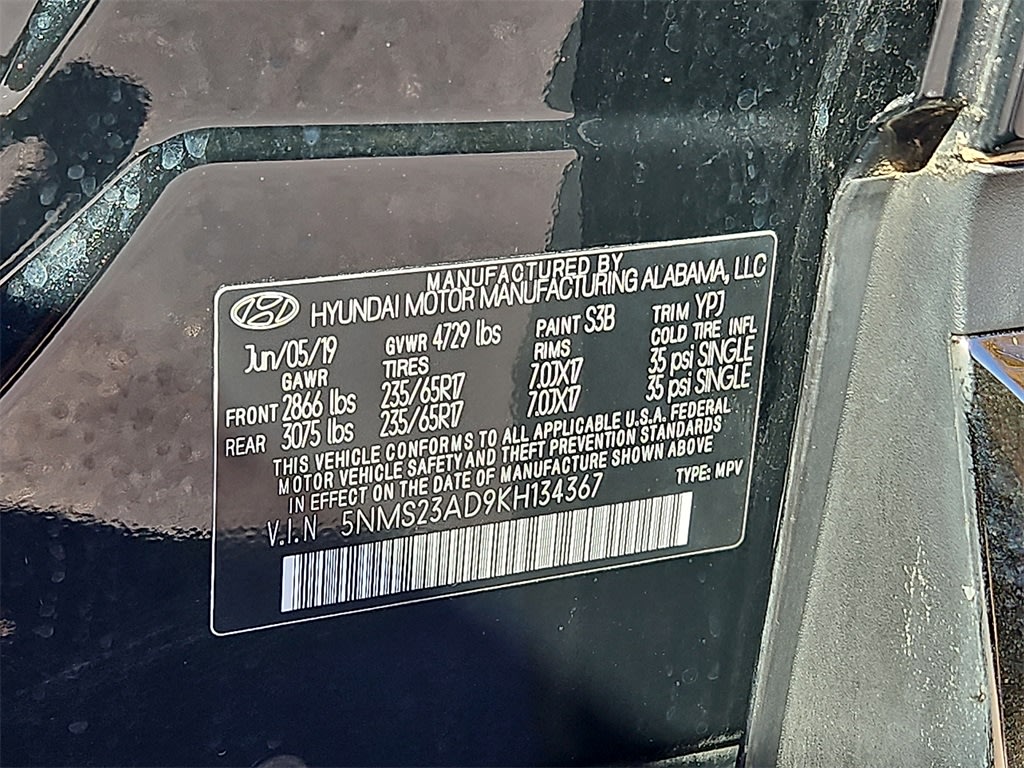 MANUFACTURED BY
HYUNDAI MOTOR MANUFACTURING ALABAMA, LLC
Jun/05/19 GVWR 4729 lbs PAINT S3B TRIM YPJ
GAWR TIRES RIMS COLD TIRE INFL
FRONT 2866 lbs 235/65R17 7.0JX17 35 psi SINGLE
REAR 3075 lbs 235/65R17 7.0JX17 35 psi SINGLE
THIS VEHICLE CONFORMS TO ALL APPLICABLE U.S.A. FEDERAL
MOTOR VEHICLE SAFETY AND THEFT PREVENTION STANDARDS
IN EFFECT ON THE DATE OF MANUFACTURE SHOWN ABOVE
V.I.N 5NMS23AD9KH134367 TYPE: MPV